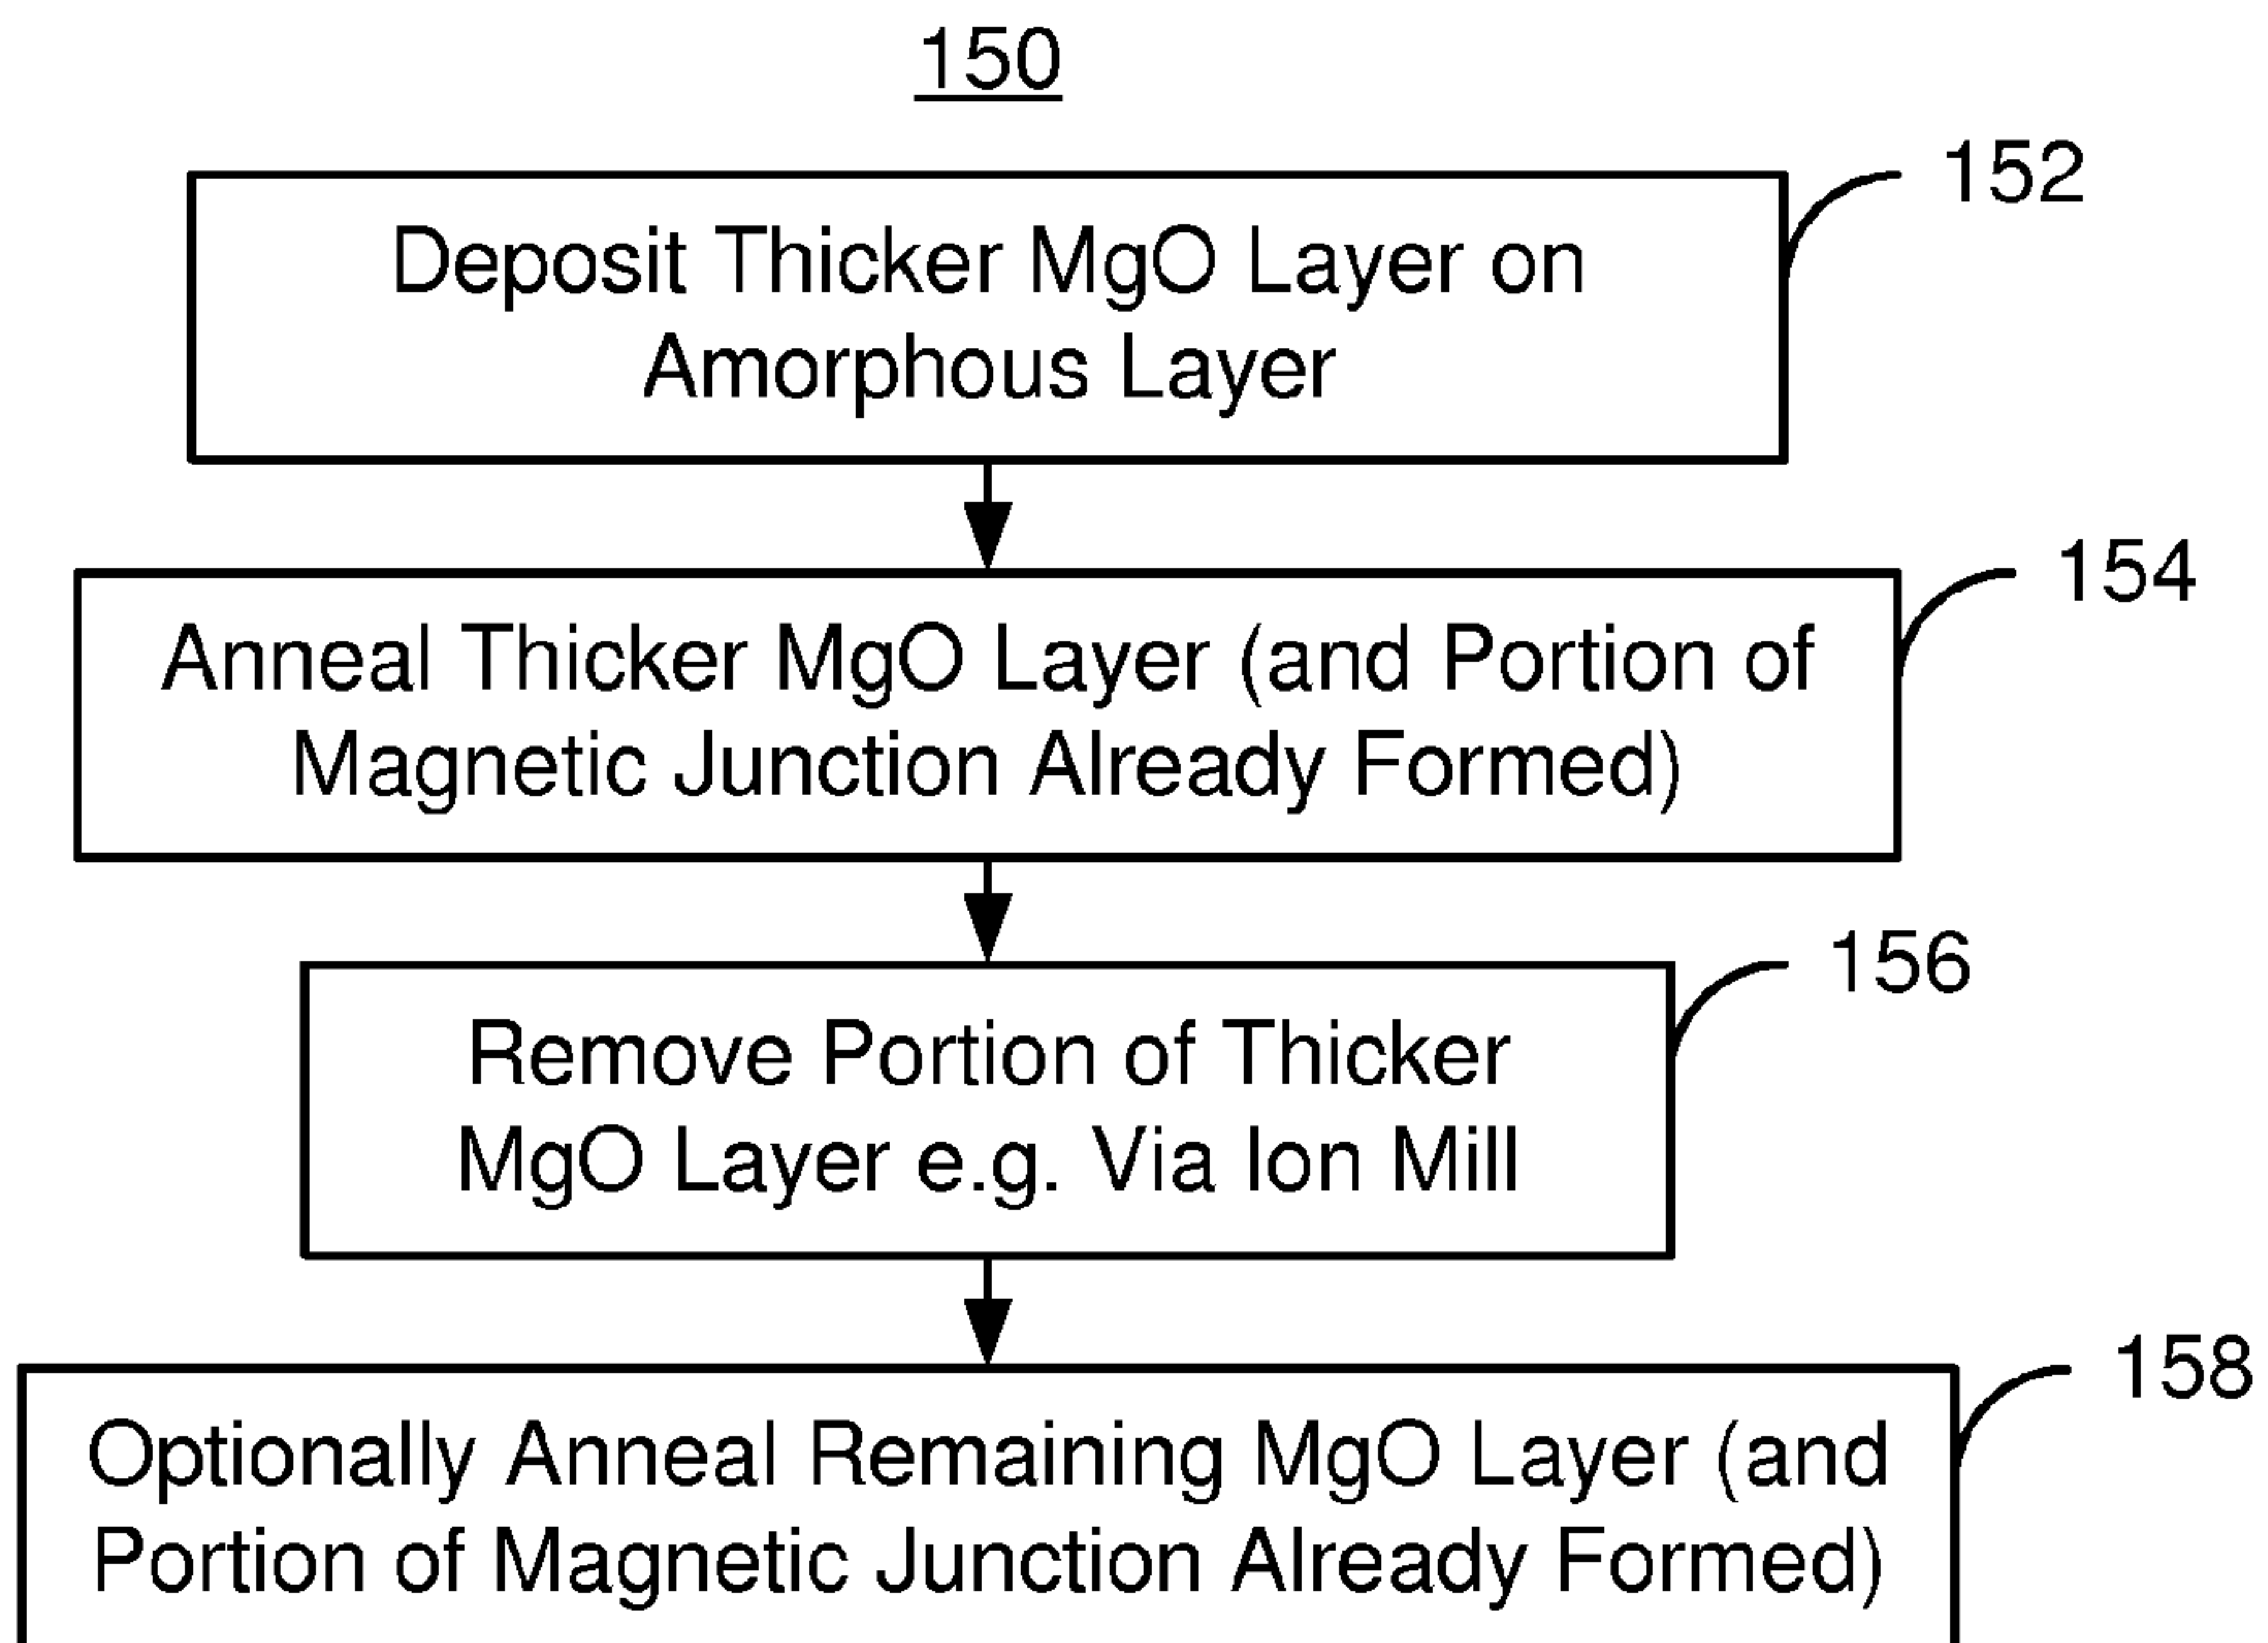 150
152
Deposit Thicker MgO Layer on
Amorphous Layer
154
Anneal Thicker MgO Layer (and Portion of
Magnetic Junction Already Formed)
156
Remove Portion of Thicker
MgO Layer e.g. Via Ion Mill
158
Optionally Anneal Remaining MgO Layer (and
Portion of Magnetic Junction Already Formed)